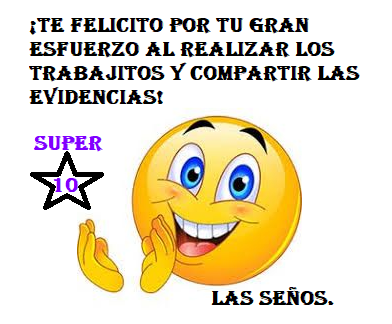 ¡TE FELICITO POR TU GRAN
ESFUERZO AL REALIZAR LOS
TRABAJITOS Y COMPARTIR LAS
EVIDENCIAS!
SUPER
10
LAS SEÑOS.